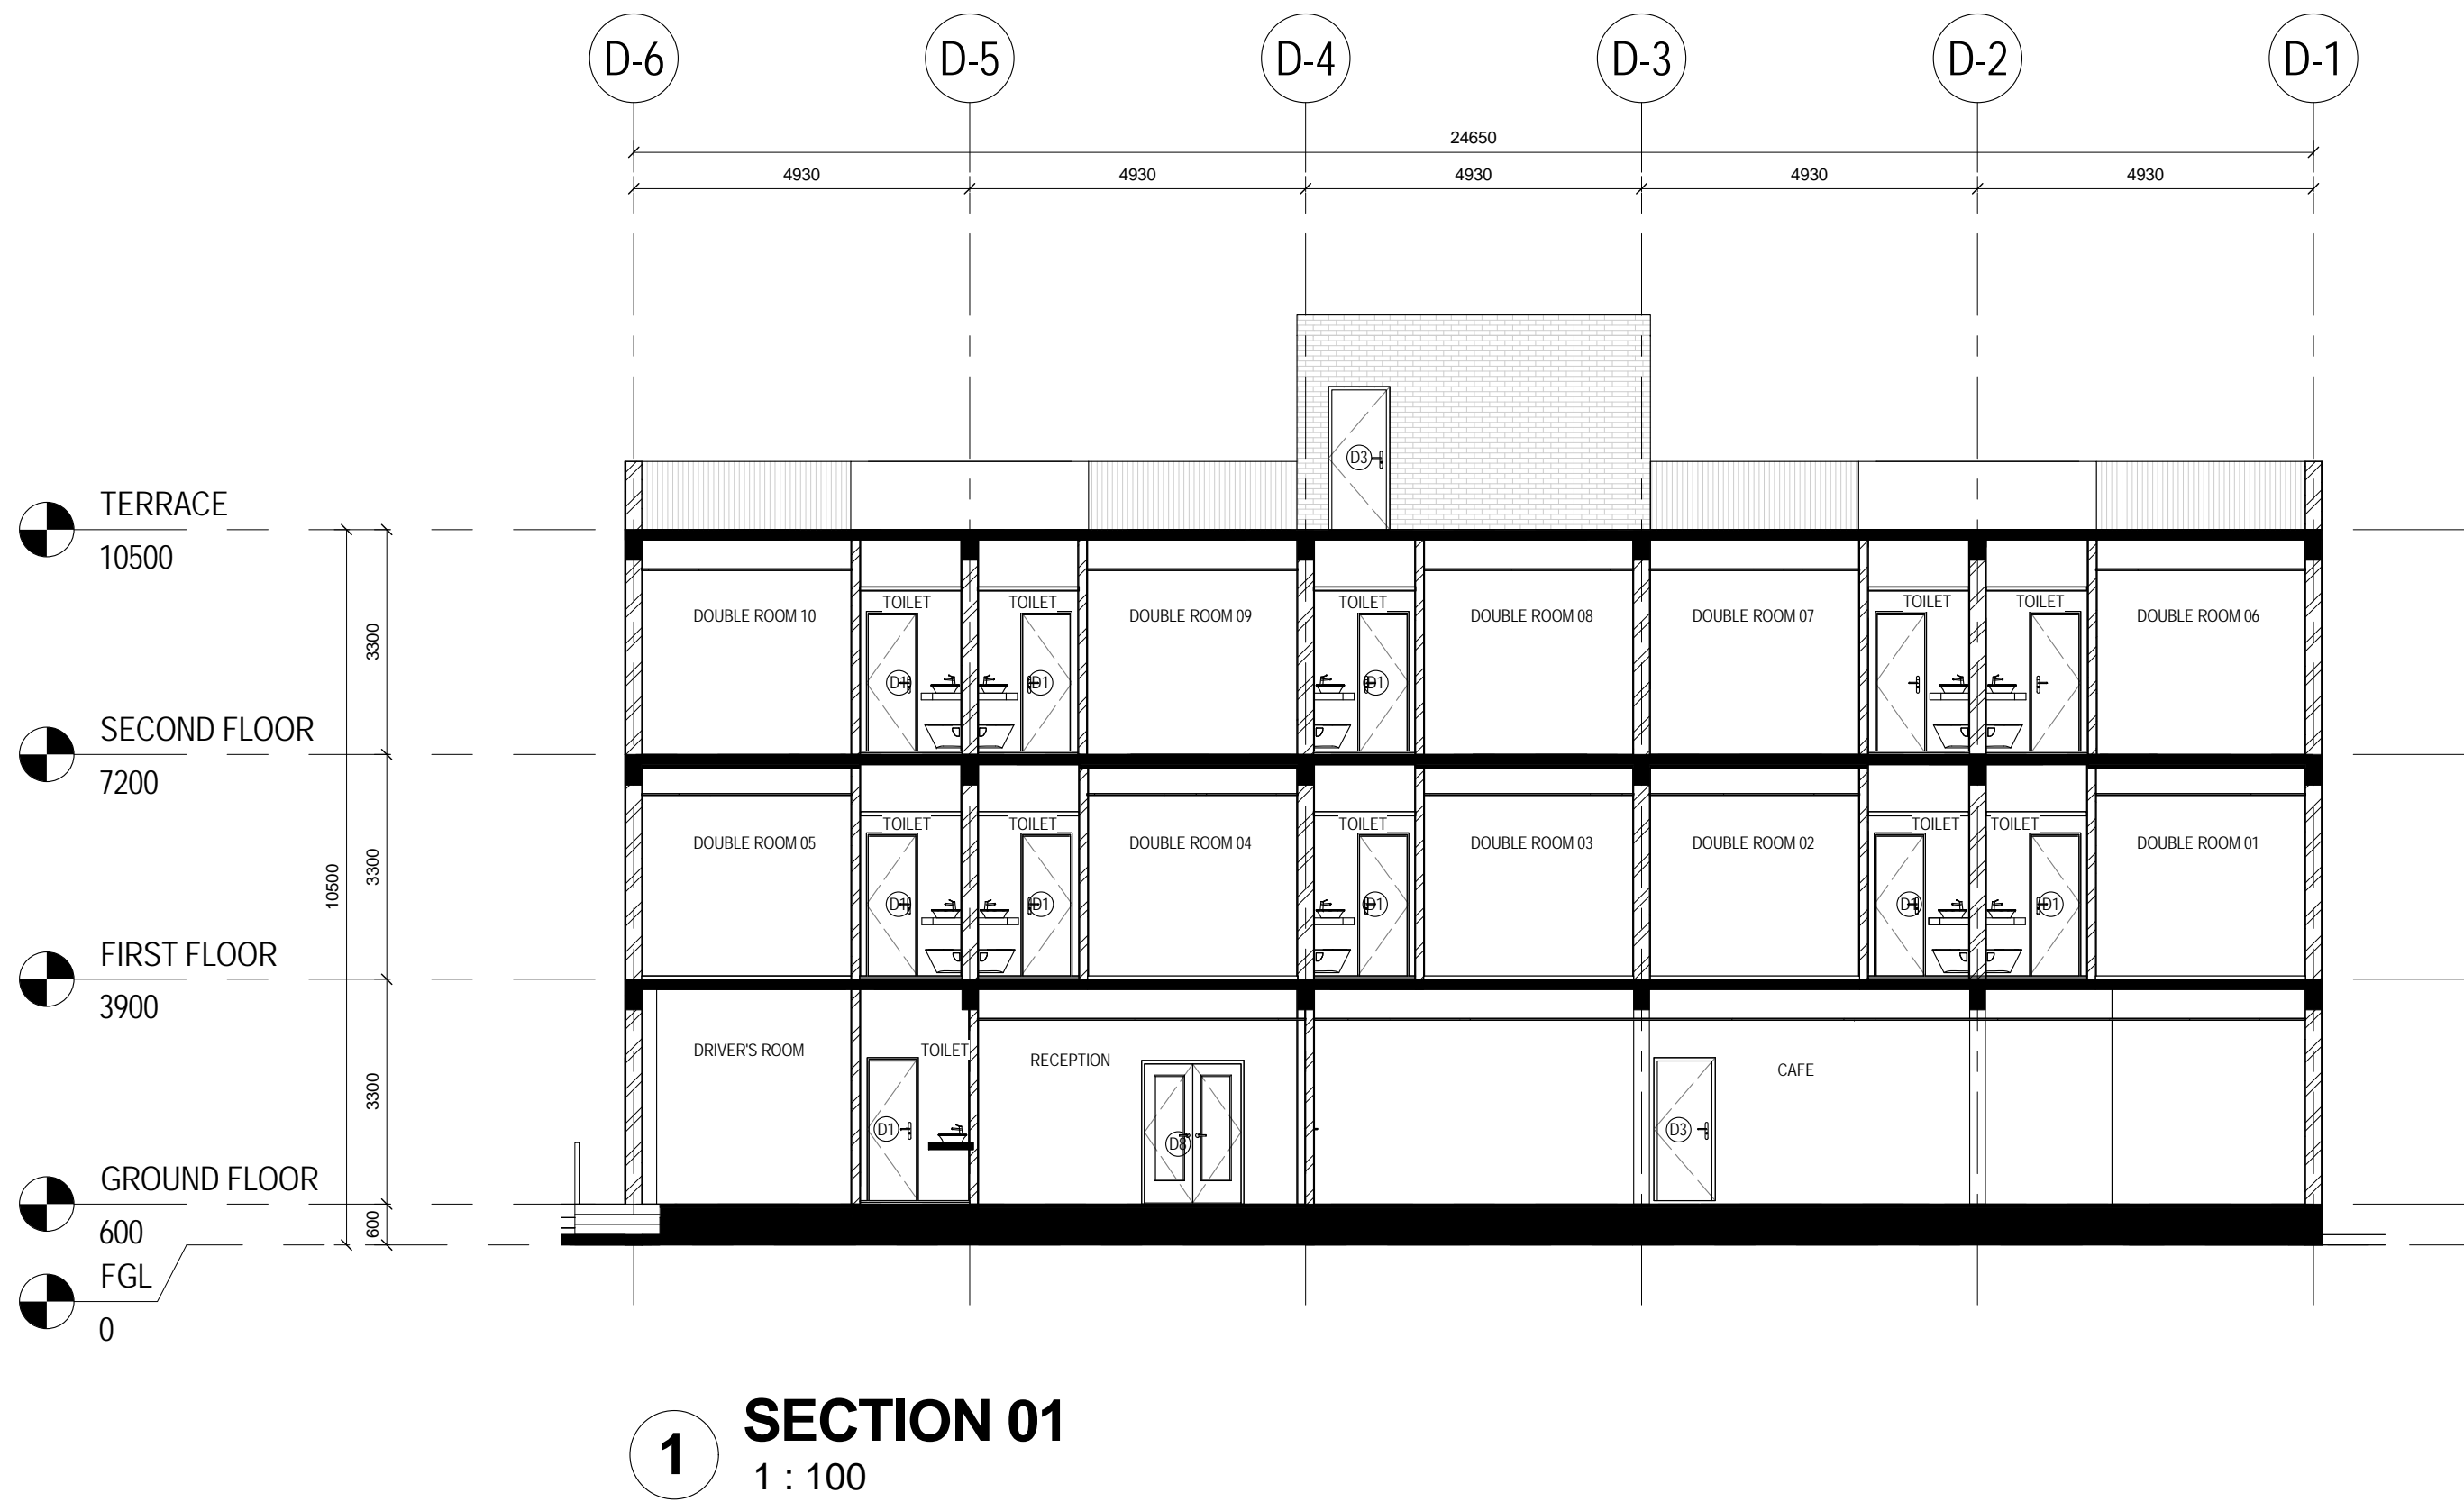 D-6 D-5 D-4 D-3 D-2 D-1
24650
4930 4930 4930 4930 4930
D3
TERRACE
10500
DOUBLE ROOM 10 TOILET TOILET DOUBLE ROOM 09 TOILET DOUBLE ROOM 08 DOUBLE ROOM 07 TOILET TOILET DOUBLE ROOM 06
3300
D1 D1 D1
SECOND FLOOR
7200
DOUBLE ROOM 05 TOILET TOILET DOUBLE ROOM 04 TOILET DOUBLE ROOM 03 DOUBLE ROOM 02 TOILET TOILET DOUBLE ROOM 01
3300
10500
D1 D1 D1 D1 D1
FIRST FLOOR
3900
DRIVER'S ROOM TOILET RECEPTION CAFE
3300
D1 D8 D3
GROUND FLOOR
600
600
FGL
0
1 SECTION 01
1 : 100